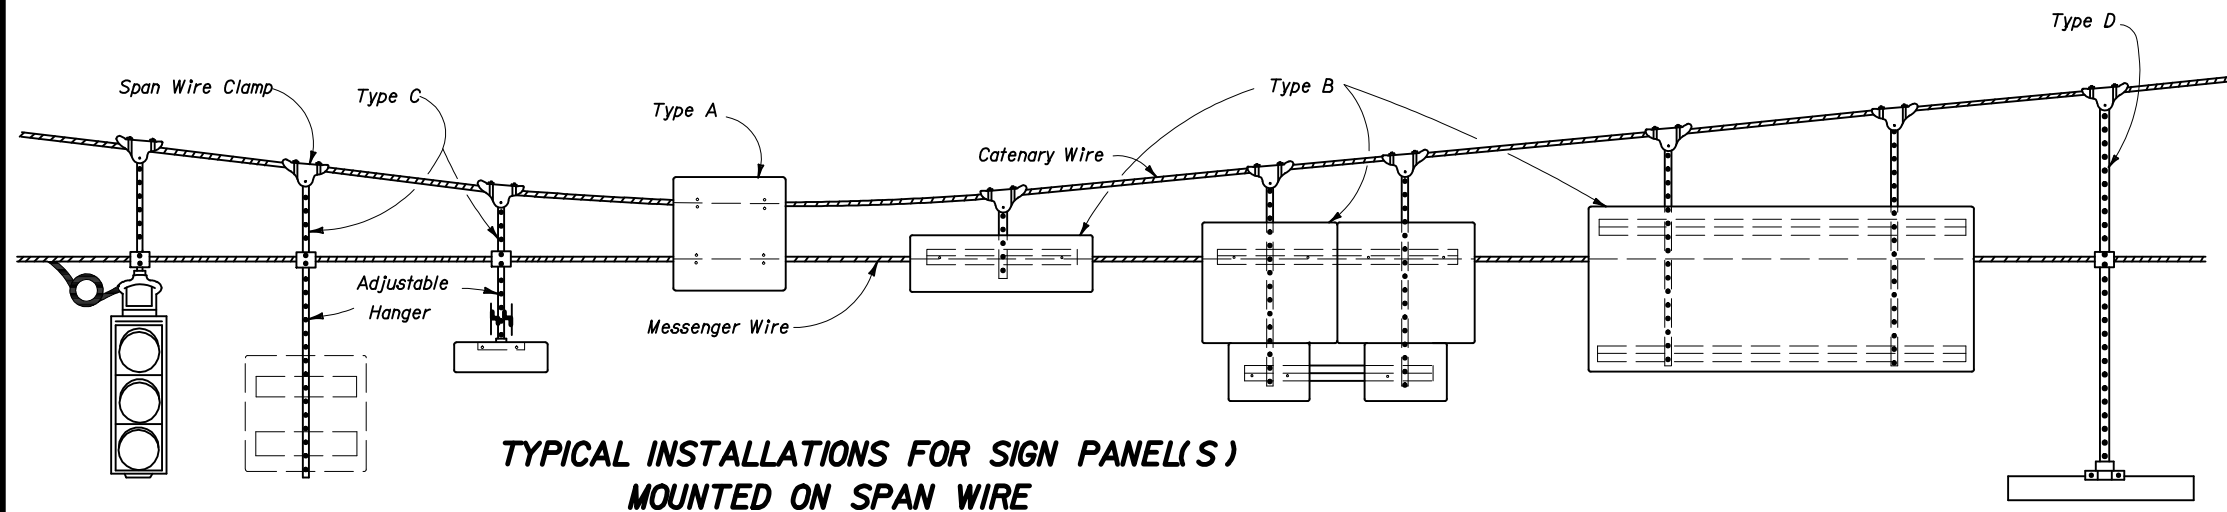 Type D
Span Wire Clamp
Type C
Type A
Type B
Catenary Wire
Adjustable
Hanger
Messenger Wire
TYPICAL INSTALLATIONS FOR SIGN PANEL(S)
MOUNTED ON SPAN WIRE